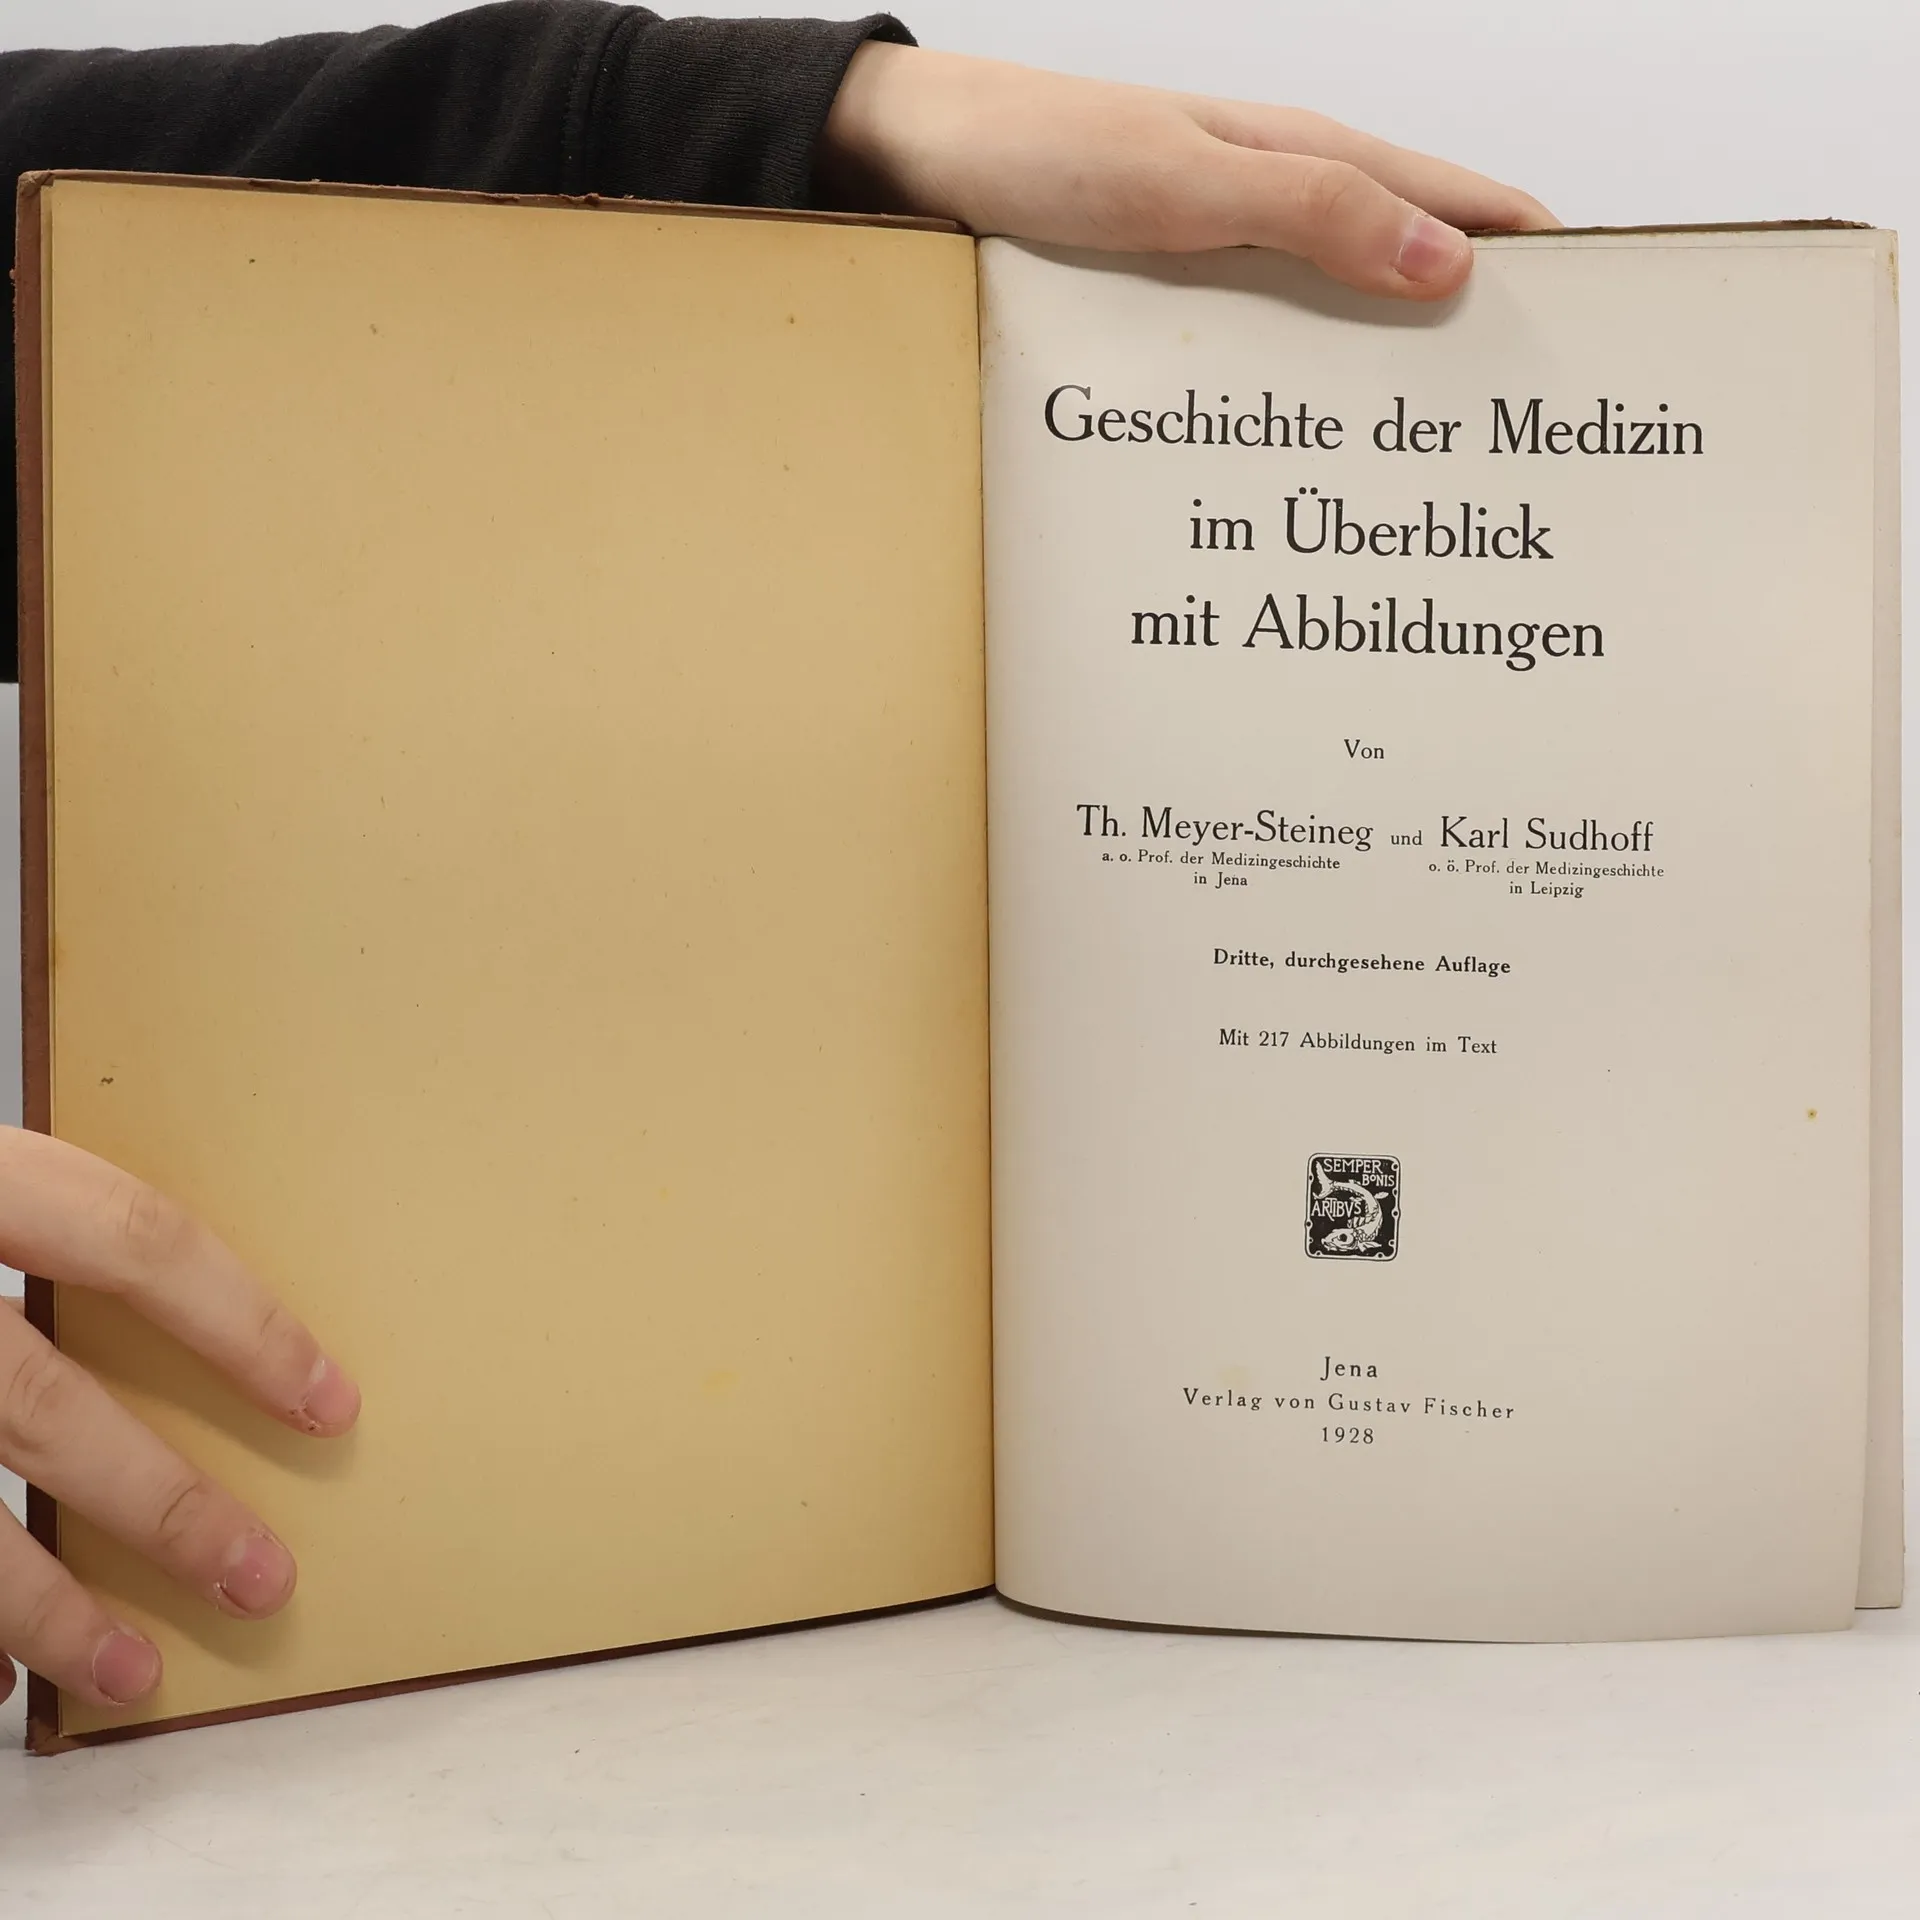 Geschichte der Medizin
im Überblick
mit Abbildungen
Von
Th. Meyer-Steineg und Karl Sudhoff
a. o. Prof. der Medizingeschichte
in Jena
o. ö. Prof. der Medizingeschichte
in Leipzig
Dritte, durchgesehene Auflage
Mit 217 Abbildungen im Text
SEMPER
BONIS
ARTIBVS
Jena
Verlag von Gustav Fischer
1928